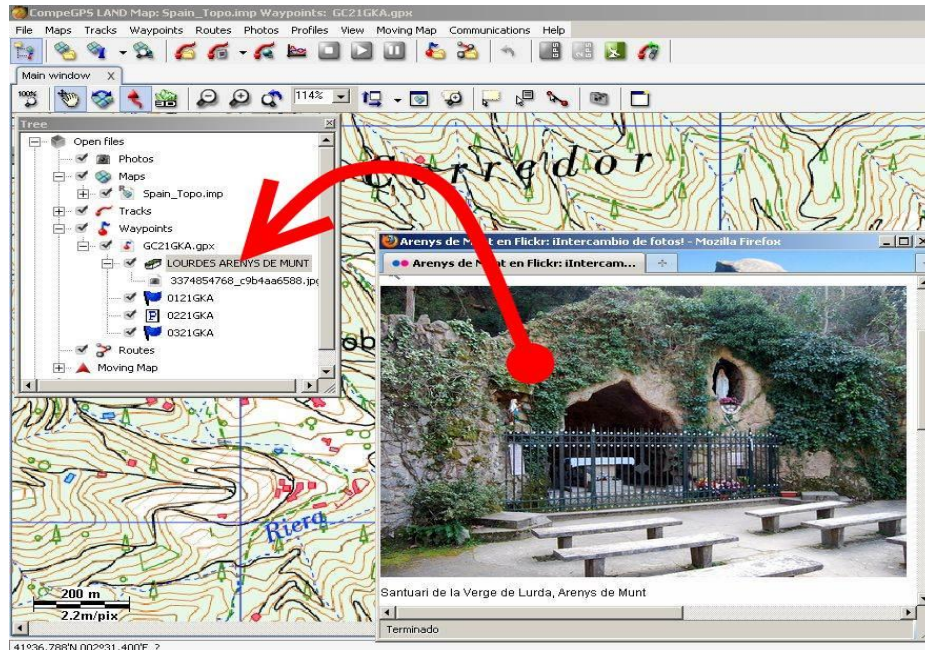 CompeGPS LAND Map: Spain_Topo.imp Waypoints: GC21GKA.gpx
File Maps Tracks Waypoints Routes Photos Profiles View Moving Map Communications Help
Main window X
100%
114%
Tree
Open files
Photos
Maps
Spain_Topo.imp
Tracks
Waypoints
GC21GKA.gpx
LOURDES ARENYS DE MUNT
3374854768_c9b4aa6588.jpg
0121GKA
P 0221GKA
0321GKA
Routes
Moving Map
Corredor
ob
Riera
200 m
2.2m/pix
Arenys de Munt en Flickr: ¡Intercambio de fotos! - Mozilla Firefox
Arenys de Munt en Flickr: ¡Intercam...
Santuari de la Verge de Lurda, Arenys de Munt
Terminado
41º36.788'N 002º31.400'E ?